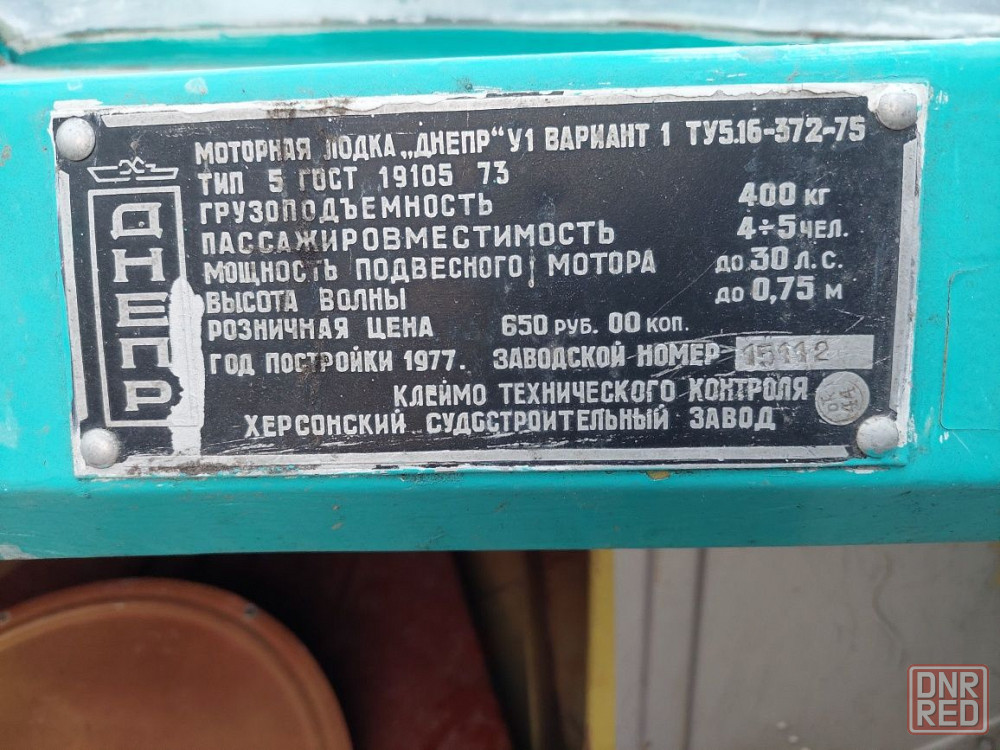 МОТОРНАЯ ЛОДКА „ДНЕПР“ У1 ВАРИАНТ 1 ТУ5.16-372-75
ТИП 5 ГОСТ 19105 73
ГРУЗОПОДЪЕМНОСТЬ 400 КГ
ПАССАЖИРОВМЕСТИМОСТЬ 4÷5 ЧЕЛ.
МОЩНОСТЬ ПОДВЕСНОГО МОТОРА ДО 30 Л.С.
ВЫСОТА ВОЛНЫ ДО 0,75 М
РОЗНИЧНАЯ ЦЕНА 650 РУБ. 00 КОП.
ГОД ПОСТРОЙКИ 1977. ЗАВОДСКОЙ НОМЕР 15112
КЛЕЙМО ТЕХНИЧЕСКОГО КОНТРОЛЯ
ХЕРСОНСКИЙ СУДОСТРОИТЕЛЬНЫЙ ЗАВОД
ДНЕПР
DNR
RED